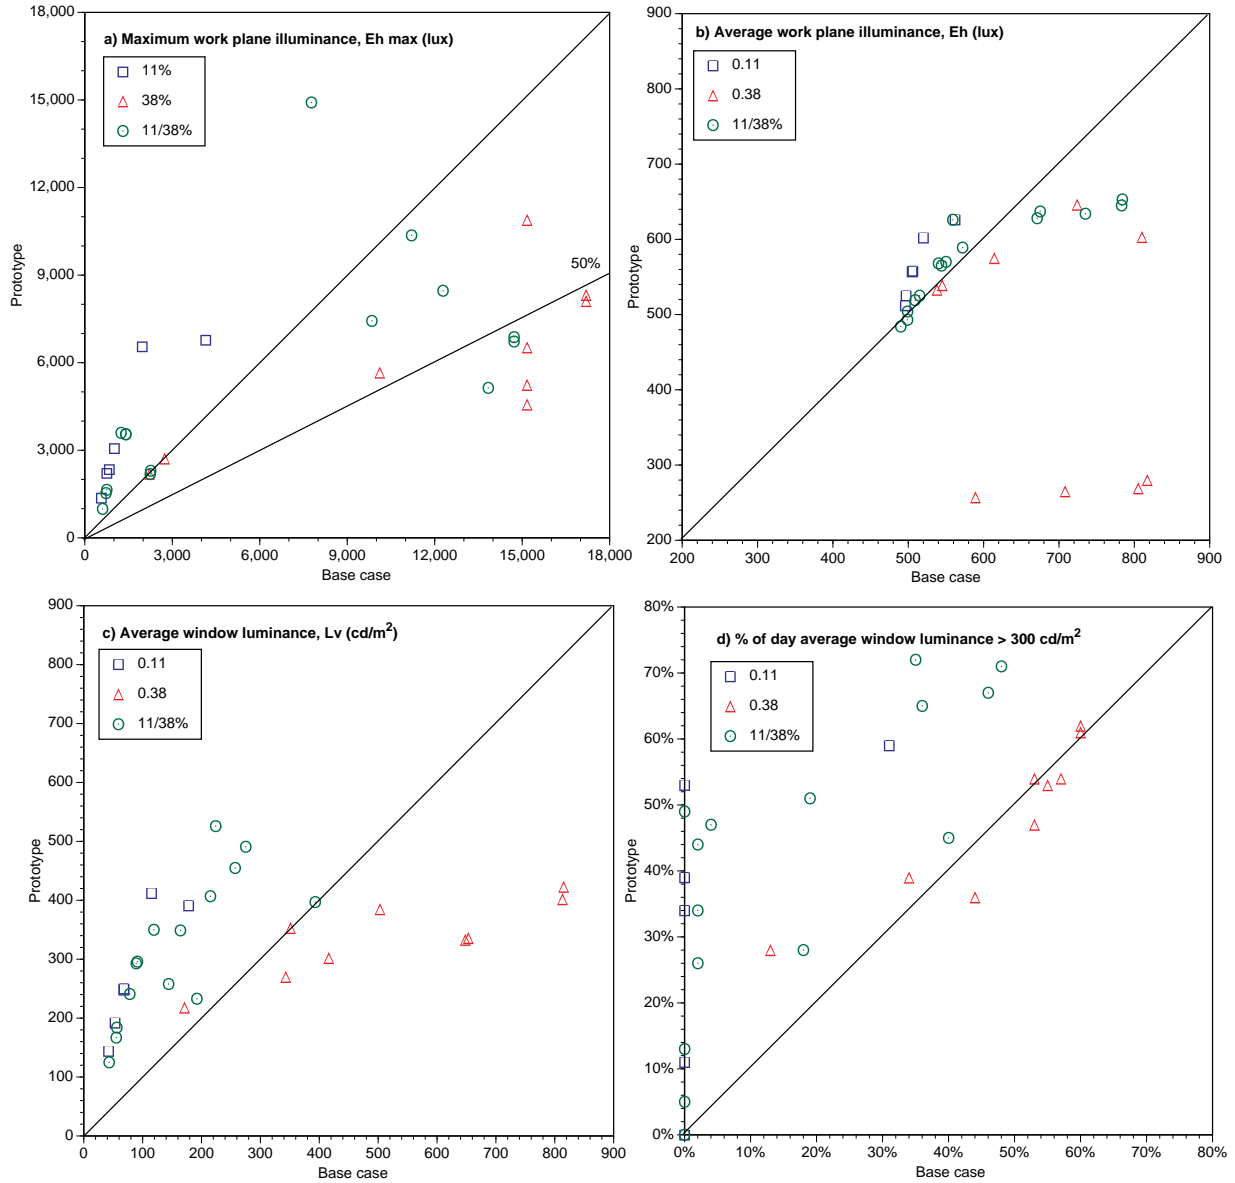 a) Maximum work plane illuminance, Eh max (lux)
11%
38%
11/38%
50%
18,000
15,000
12,000
9,000
6,000
3,000
0
Prototype
0 3,000 6,000 9,000 12,000 15,000 18,000
Base case
b) Average work plane illuminance, Eh (lux)
0.11
0.38
11/38%
900
800
700
600
500
400
300
200
Prototype
200 300 400 500 600 700 800 900
Base case
c) Average window luminance, Lv (cd/m2)
0.11
0.38
11/38%
900
800
700
600
500
400
300
200
100
0
Prototype
0 100 200 300 400 500 600 700 800 900
Base case
d) % of day average window luminance > 300 cd/m2
0.11
0.38
11/38%
80%
70%
60%
50%
40%
30%
20%
10%
0%
Prototype
0% 10% 20% 30% 40% 50% 60% 70% 80%
Base case